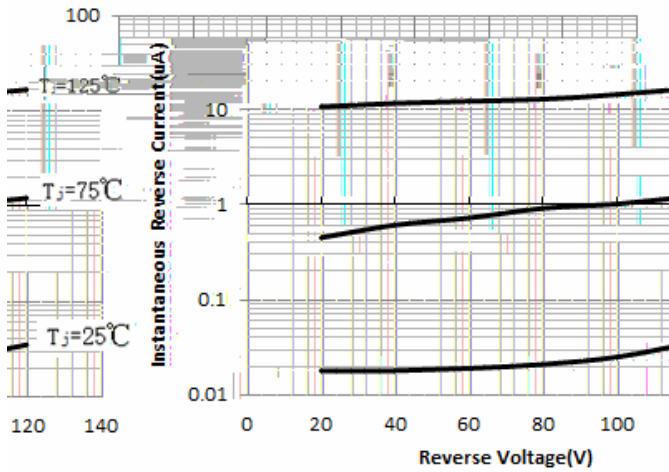 100
TJ=125℃
10
TJ=75℃
1
0.1
TJ=25℃
0.01
Instantaneous Reverse Current(uA)
120 140 0 20 40 60 80 100
Reverse Voltage(V)